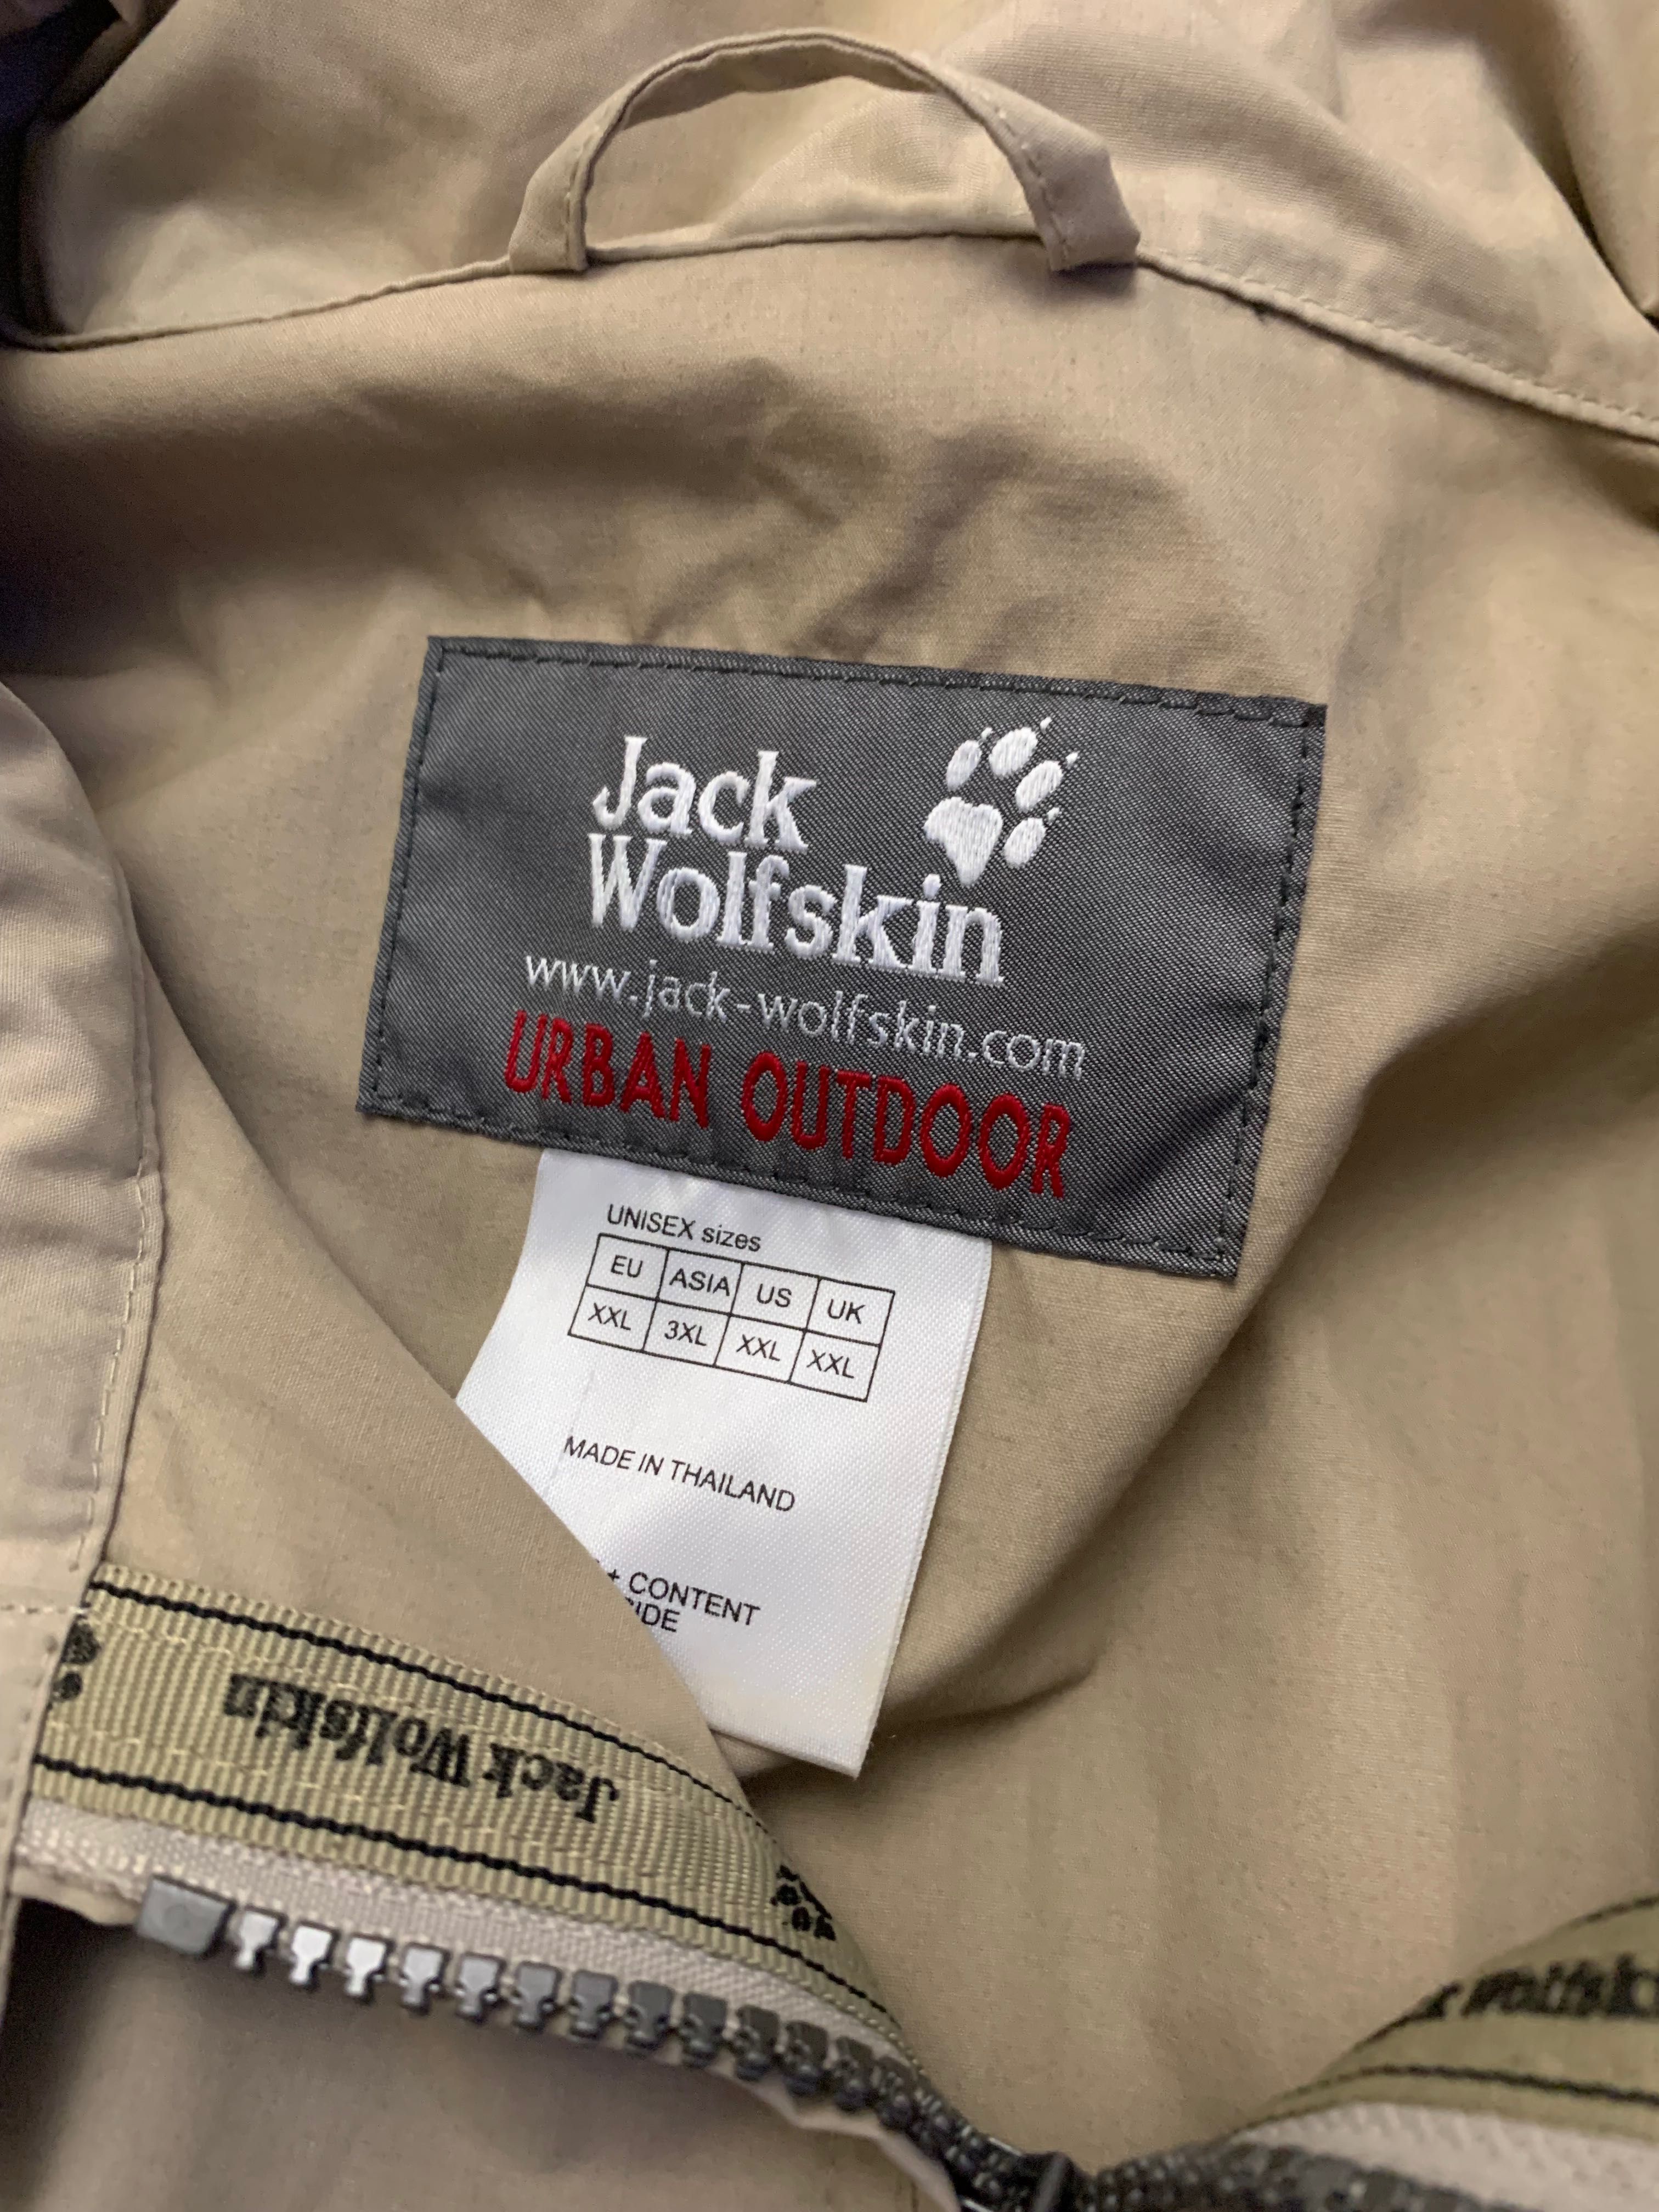 Jack
Wolfskin
www.jack-wolfskin.com
URBAN OUTDOOR
UNISEX sizes
EU ASIA US UK
XXL 3XL XXL XXL
MADE IN THAILAND
+ CONTENT
Jack Wolfskin